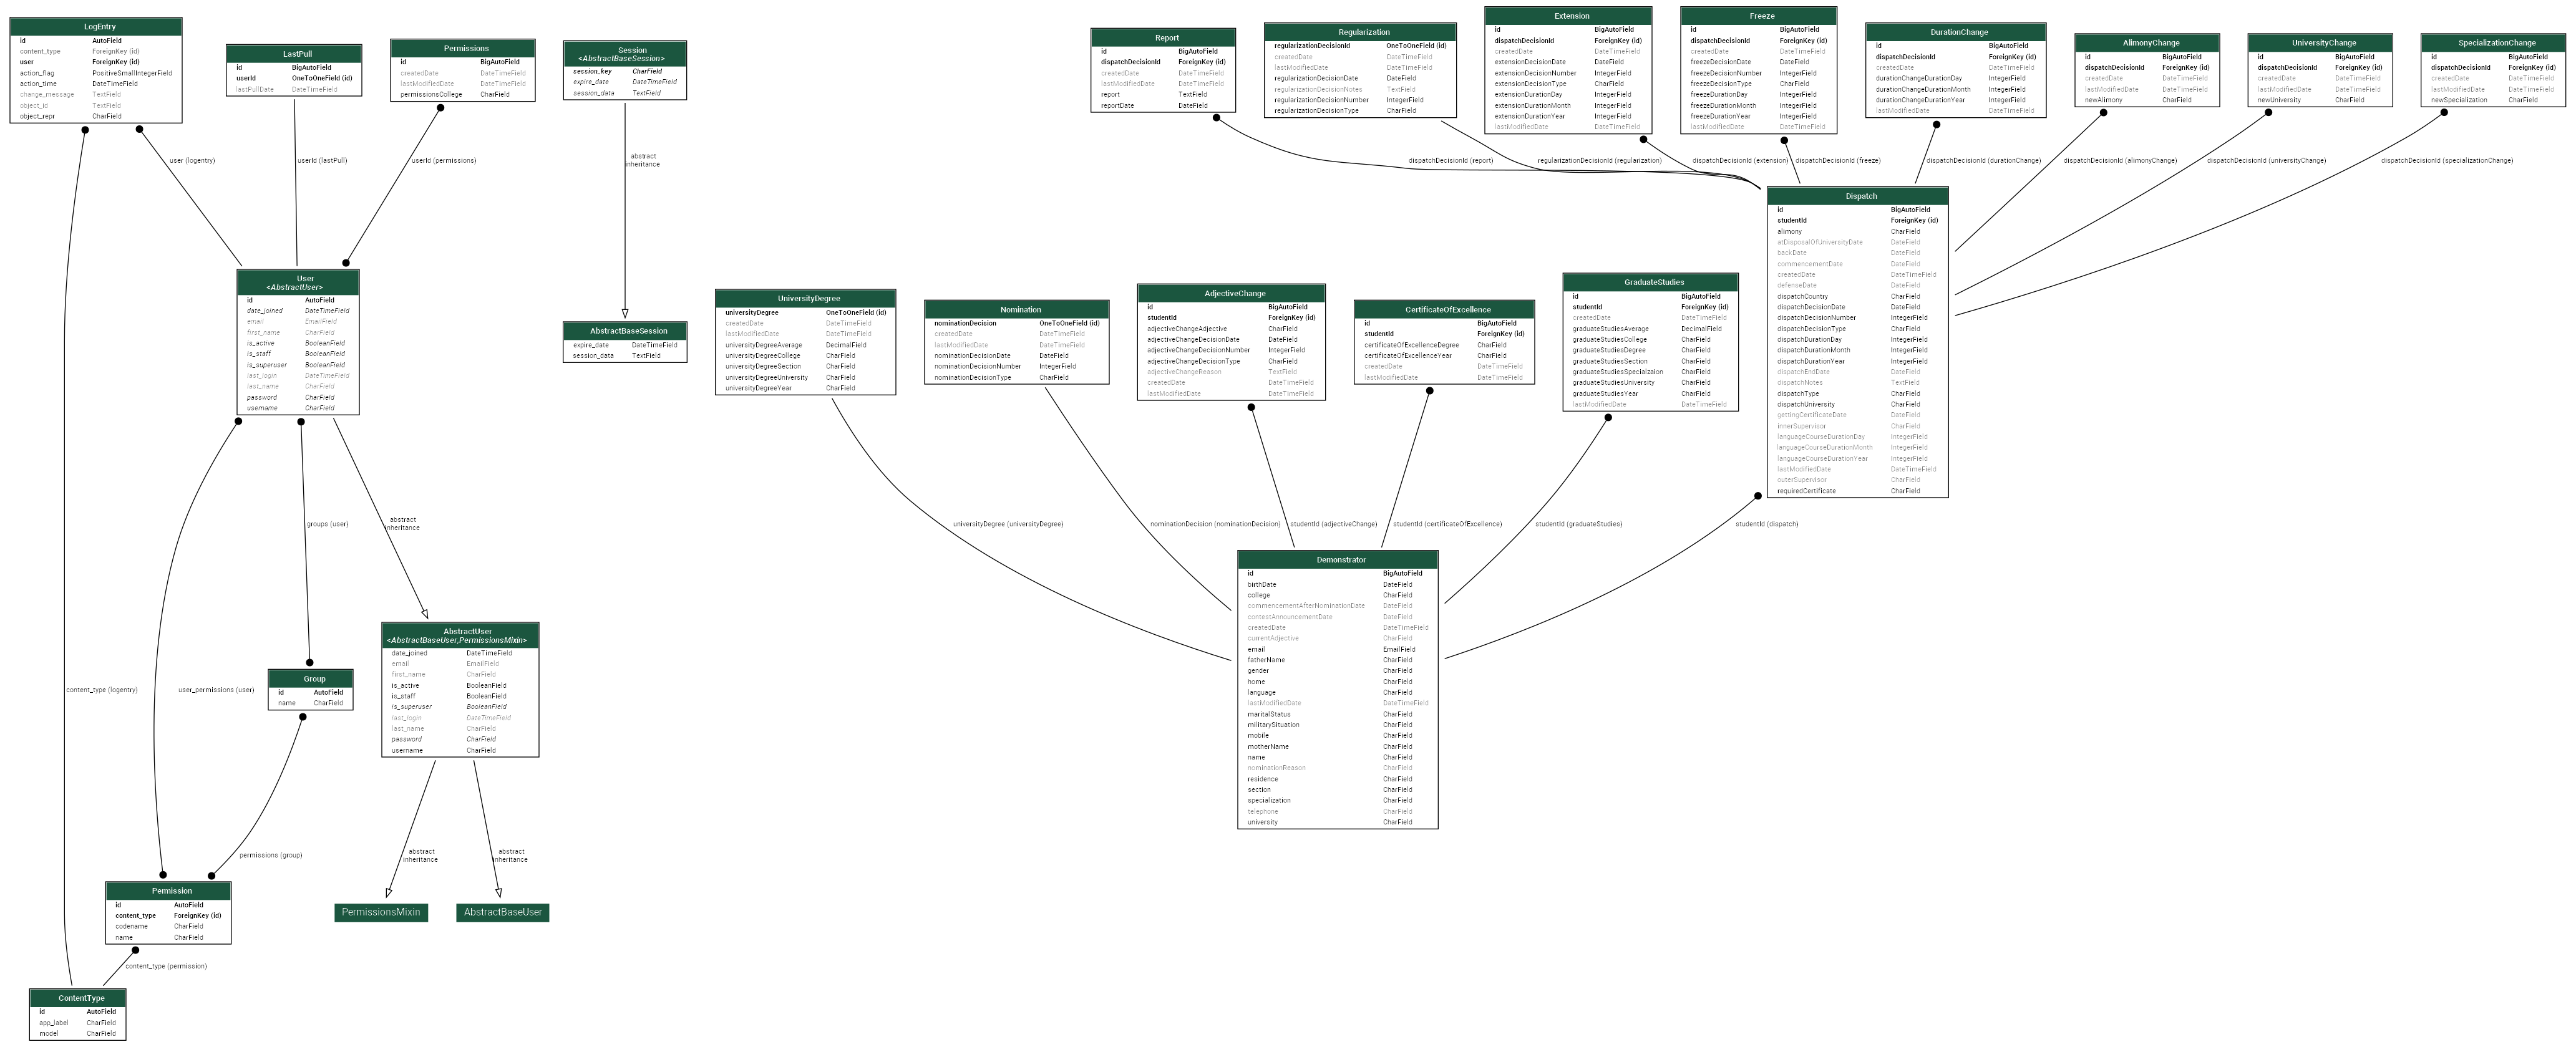 LogEntry
id AutoField
content_type ForeignKey (id)
user ForeignKey (id)
action_flag PositiveSmallIntegerField
action_time DateTimeField
change_message TextField
object_id TextField
object_repr CharField
LastPull
id BigAutoField
userId OneToOneField (id)
lastPullDate DateTimeField
Permissions
id BigAutoField
createdDate DateTimeField
lastModifiedDate DateTimeField
permissionsCollege CharField
Session
<AbstractBaseSession>
session_key CharField
expire_date DateTimeField
session_data TextField
Report
id BigAutoField
dispatchDecisionId ForeignKey (id)
createdDate DateTimeField
lastModifiedDate DateTimeField
report TextField
reportDate DateField
Regularization
regularizationDecisionId OneToOneField (id)
createdDate DateTimeField
lastModifiedDate DateTimeField
regularizationDecisionDate DateField
regularizationDecisionNotes TextField
regularizationDecisionNumber IntegerField
regularizationDecisionType CharField
Extension
id BigAutoField
dispatchDecisionId ForeignKey (id)
createdDate DateTimeField
extensionDecisionDate DateField
extensionDecisionNumber IntegerField
extensionDecisionType CharField
extensionDurationDay IntegerField
extensionDurationMonth IntegerField
extensionDurationYear IntegerField
lastModifiedDate DateTimeField
Freeze
id BigAutoField
dispatchDecisionId ForeignKey (id)
createdDate DateTimeField
freezeDecisionDate DateField
freezeDecisionNumber IntegerField
freezeDecisionType CharField
freezeDurationDay IntegerField
freezeDurationMonth IntegerField
freezeDurationYear IntegerField
lastModifiedDate DateTimeField
DurationChange
id BigAutoField
dispatchDecisionId ForeignKey (id)
createdDate DateTimeField
durationChangeDurationDay IntegerField
durationChangeDurationMonth IntegerField
durationChangeDurationYear IntegerField
lastModifiedDate DateTimeField
AlimonyChange
id BigAutoField
dispatchDecisionId ForeignKey (id)
createdDate DateTimeField
lastModifiedDate DateTimeField
newAlimony CharField
UniversityChange
id BigAutoField
dispatchDecisionId ForeignKey (id)
createdDate DateTimeField
lastModifiedDate DateTimeField
newUniversity CharField
SpecializationChange
id BigAutoField
dispatchDecisionId ForeignKey (id)
createdDate DateTimeField
lastModifiedDate DateTimeField
newSpecialization CharField
user (logentry)
userId (lastPull)
userId (permissions)
abstract
inheritance
dispatchDecisionId (report)
regularizationDecisionId (regularization)
dispatchDecisionId (extension)
dispatchDecisionId (freeze)
dispatchDecisionId (durationChange)
dispatchDecisionId (alimonyChange)
dispatchDecisionId (universityChange)
dispatchDecisionId (specializationChange)
User
<AbstractUser>
id AutoField
date_joined DateTimeField
email EmailField
first_name CharField
is_active BooleanField
is_staff BooleanField
is_superuser BooleanField
last_login DateTimeField
last_name CharField
password CharField
username CharField
AbstractBaseSession
expire_date DateTimeField
session_data TextField
UniversityDegree
universityDegree OneToOneField (id)
createdDate DateTimeField
lastModifiedDate DateTimeField
universityDegreeAverage DecimalField
universityDegreeCollege CharField
universityDegreeSection CharField
universityDegreeUniversity CharField
universityDegreeYear CharField
Nomination
nominationDecision OneToOneField (id)
createdDate DateTimeField
lastModifiedDate DateTimeField
nominationDecisionDate DateField
nominationDecisionNumber IntegerField
nominationDecisionType CharField
AdjectiveChange
id BigAutoField
studentId ForeignKey (id)
adjectiveChangeAdjective CharField
adjectiveChangeDecisionDate DateField
adjectiveChangeDecisionNumber IntegerField
adjectiveChangeDecisionType CharField
adjectiveChangeReason TextField
createdDate DateTimeField
lastModifiedDate DateTimeField
CertificateOfExcellence
id BigAutoField
studentId ForeignKey (id)
certificateOfExcellenceDegree CharField
certificateOfExcellenceYear CharField
createdDate DateTimeField
lastModifiedDate DateTimeField
GraduateStudies
id BigAutoField
studentId ForeignKey (id)
createdDate DateTimeField
graduateStudiesAverage DecimalField
graduateStudiesCollege CharField
graduateStudiesDegree CharField
graduateStudiesSection CharField
graduateStudiesSpecialzaion CharField
graduateStudiesUniversity CharField
graduateStudiesYear CharField
lastModifiedDate DateTimeField
Dispatch
id BigAutoField
studentId ForeignKey (id)
alimony CharField
atDisposalOfUniversityDate DateField
backDate DateField
commencementDate DateField
createdDate DateTimeField
defenseDate DateField
dispatchCountry CharField
dispatchDecisionDate DateField
dispatchDecisionNumber IntegerField
dispatchDecisionType CharField
dispatchDurationDay IntegerField
dispatchDurationMonth IntegerField
dispatchDurationYear IntegerField
dispatchEndDate DateField
dispatchNotes TextField
dispatchType CharField
dispatchUniversity CharField
gettingCertificateDate DateField
innerSupervisor CharField
languageCourseDurationDay IntegerField
languageCourseDurationMonth IntegerField
languageCourseDurationYear IntegerField
lastModifiedDate DateTimeField
outerSupervisor CharField
requiredCertificate CharField
groups (user)
abstract
inheritance
universityDegree (universityDegree)
nominationDecision (nominationDecision)
studentId (adjectiveChange)
studentId (certificateOfExcellence)
studentId (graduateStudies)
studentId (dispatch)
Demonstrator
id BigAutoField
birthDate DateField
college CharField
commencementAfterNominationDate DateField
contestAnnouncementDate DateField
createdDate DateTimeField
currentAdjective CharField
email EmailField
fatherName CharField
gender CharField
home CharField
language CharField
lastModifiedDate DateTimeField
maritalStatus CharField
militarySituation CharField
mobile CharField
motherName CharField
name CharField
nominationReason CharField
residence CharField
section CharField
specialization CharField
telephone CharField
university CharField
AbstractUser
<AbstractBaseUser,PermissionsMixin>
date_joined DateTimeField
email EmailField
first_name CharField
is_active BooleanField
is_staff BooleanField
is_superuser BooleanField
last_login DateTimeField
last_name CharField
password CharField
username CharField
Group
id AutoField
name CharField
content_type (logentry)
user_permissions (user)
permissions (group)
abstract
inheritance
abstract
inheritance
Permission
id AutoField
content_type ForeignKey (id)
codename CharField
name CharField
PermissionsMixin
AbstractBaseUser
content_type (permission)
ContentType
id AutoField
app_label CharField
model CharField